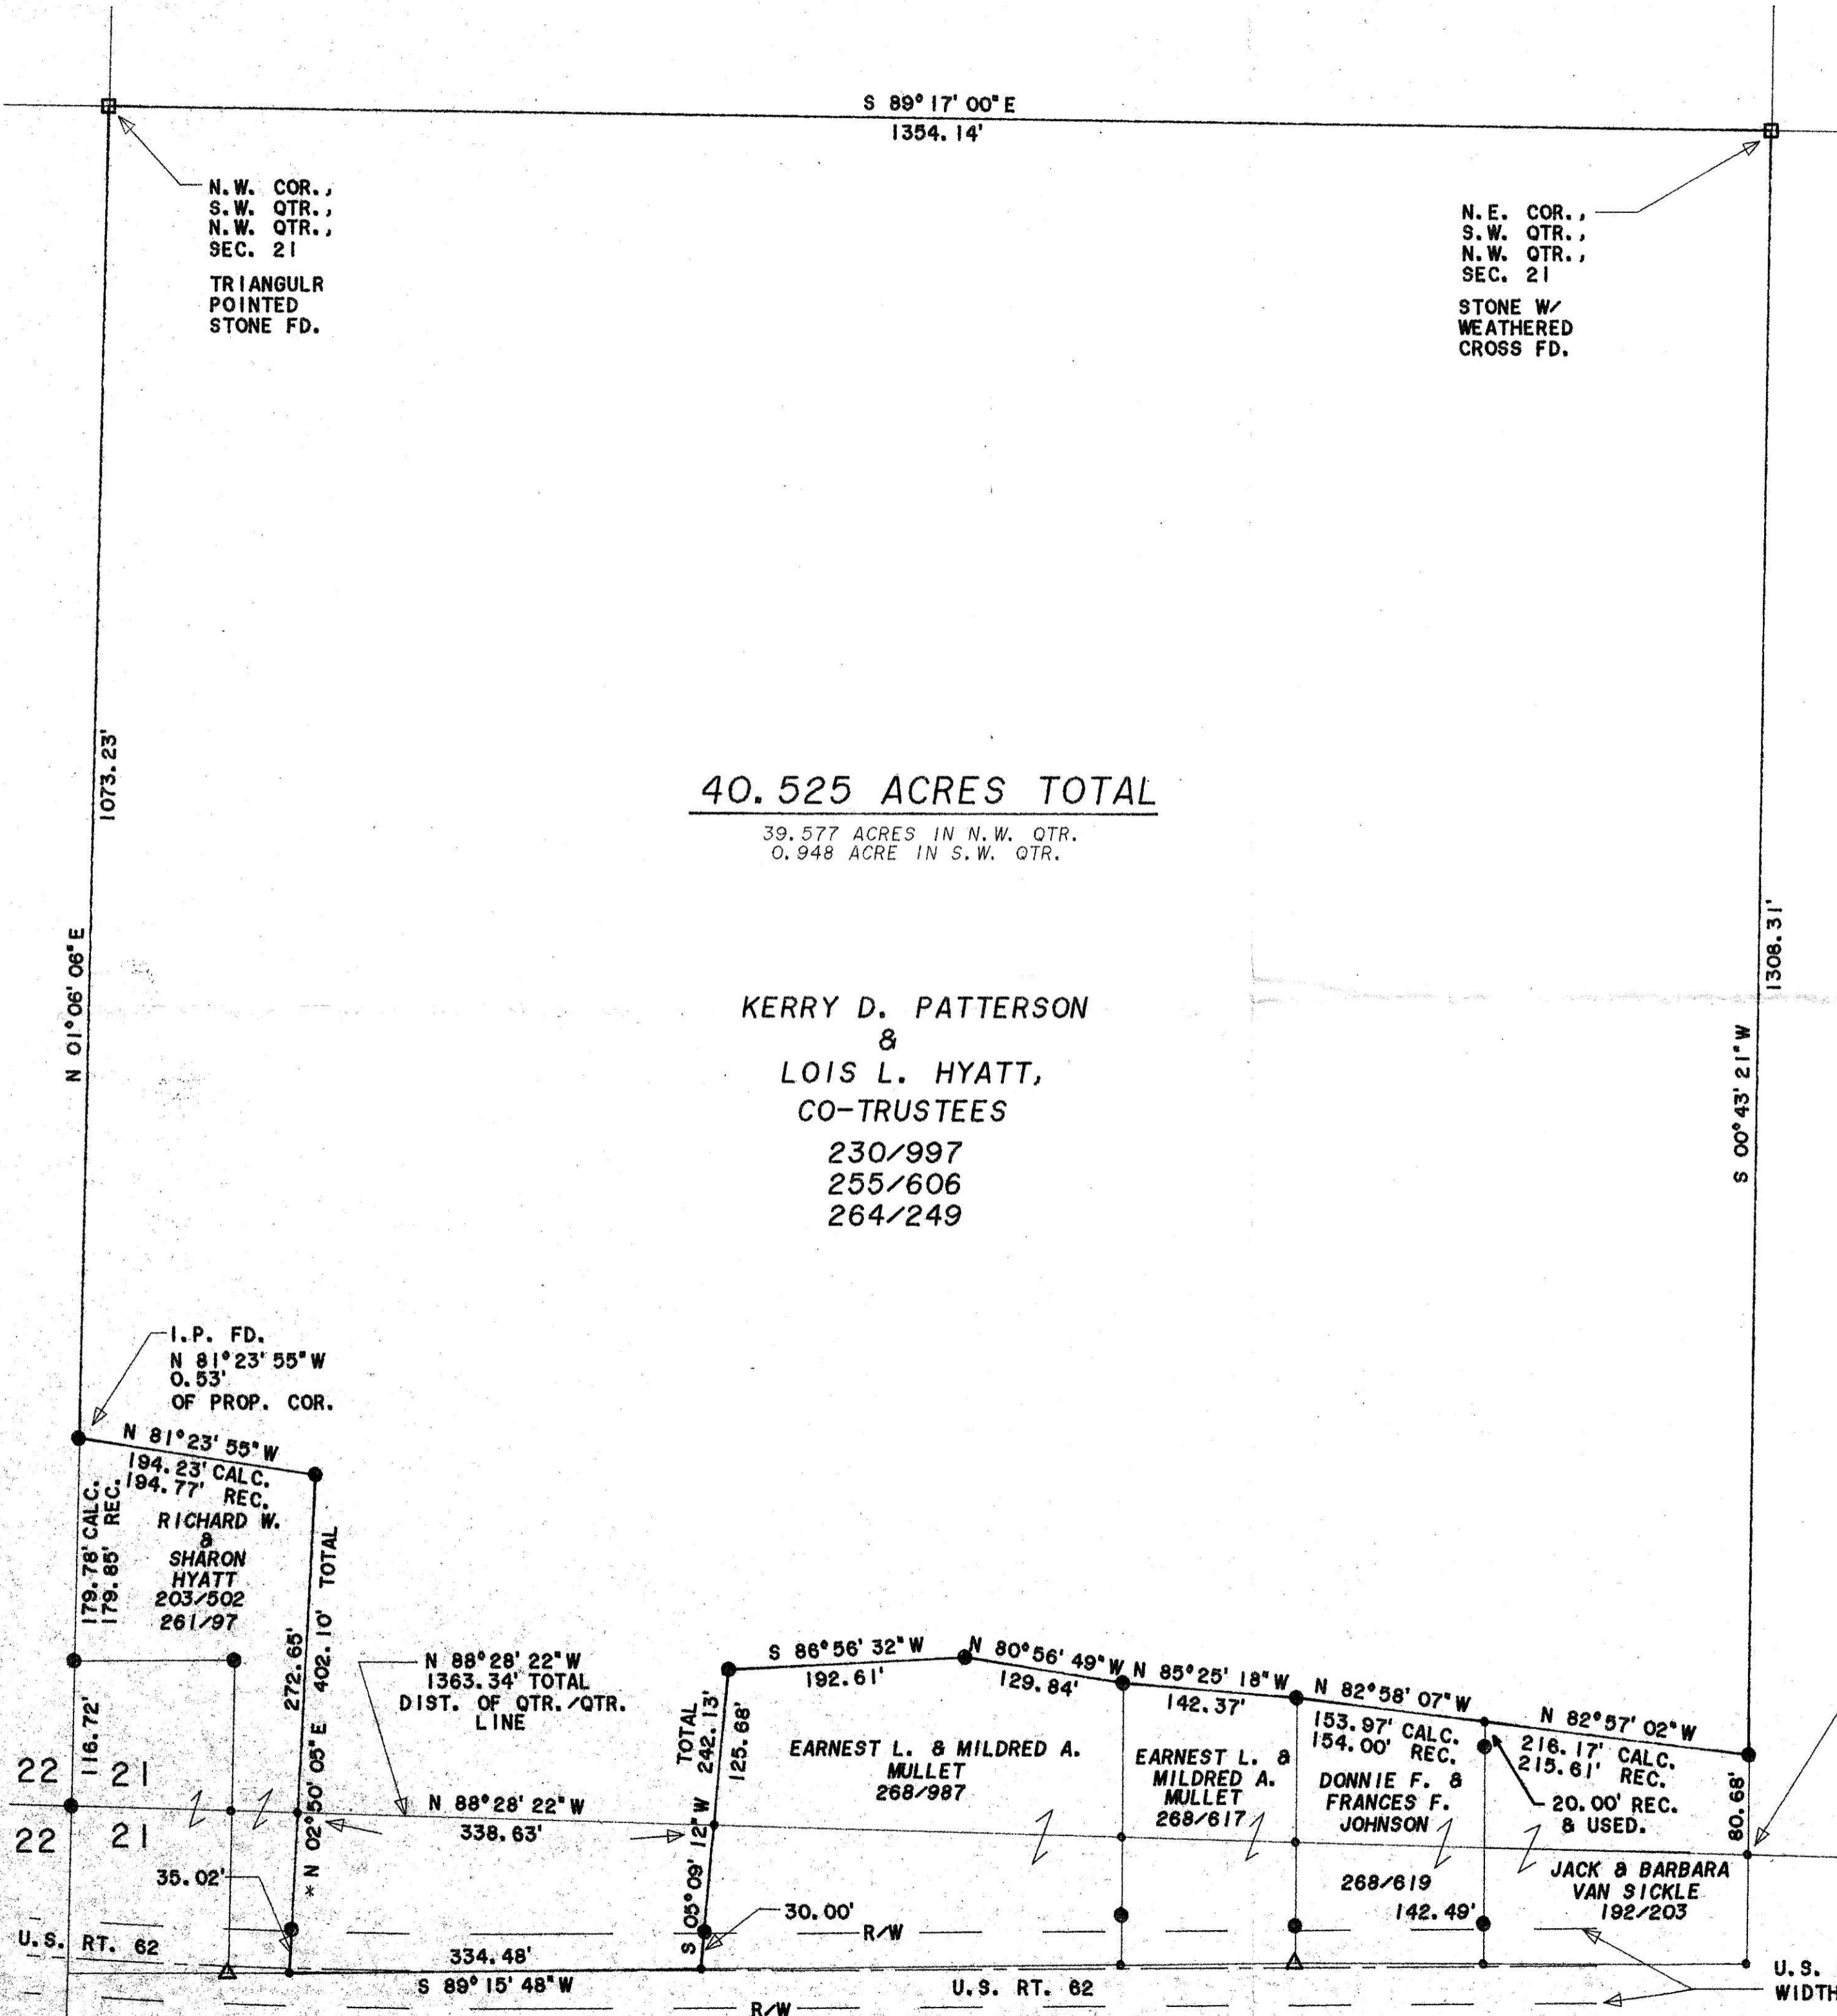 S 89° 17' 00" E
1354.14'
N.W. COR.,
S.W. QTR.,
N.W. QTR.,
SEC. 21
TRIANGULR
POINTED
STONE FD.
N.E. COR.,
S.W. QTR.,
N.W. QTR.,
SEC. 21
STONE W/
WEATHERED
CROSS FD.
1073.23'
N 01° 06' 06" E
40.525 ACRES TOTAL
39.577 ACRES IN N.W. QTR.
0.948 ACRE IN S.W. QTR.
1308.31'
S 00° 43' 21" W
KERRY D. PATTERSON
&
LOIS L. HYATT,
CO-TRUSTEES
230/997
255/606
264/249
I.P. FD.
N 81° 23' 55" W
0.53'
OF PROP. COR.
N 81° 23' 55" W
194.23' CALC.
194.77' REC.
179.78' CALC.
179.85' REC.
RICHARD W.
&
SHARON
HYATT
203/502
261/97
272.65'
402.10' TOTAL
* N 02° 50' 05" E
116.72'
N 88° 28' 22" W
1363.34' TOTAL
DIST. OF QTR./QTR.
LINE
TOTAL
242.13'
125.68'
S 05° 09' 12" W
S 86° 56' 32" W
192.61'
N 80° 56' 49" W
129.84'
N 85° 25' 18" W
142.37'
N 82° 58' 07" W
153.97' CALC.
154.00' REC.
N 82° 57' 02" W
216.17' CALC.
215.61' REC.
EARNEST L. & MILDRED A.
MULLET
268/987
EARNEST L. &
MILDRED A.
MULLET
268/617
DONNIE F. &
FRANCES F.
JOHNSON
268/619
142.49'
20.00' REC.
& USED.
80.68'
JACK & BARBARA
VAN SICKLE
192/203
22 21
22 21
N 88° 28' 22" W
338.63'
35.02'
30.00'
R/W
U.S. RT. 62
334.48'
S 89° 15' 48" W
U.S. RT. 62
R/W
U.S.
WIDTH